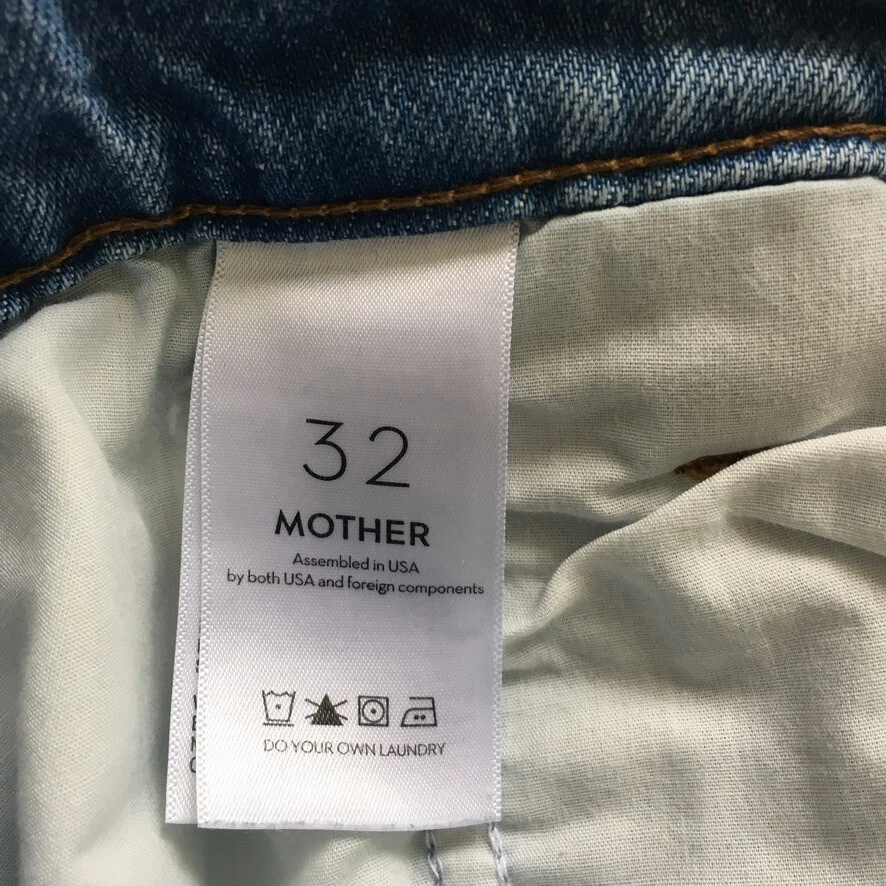 32
MOTHER
Assembled in USA
by both USA and foreign components
DO YOUR OWN LAUNDRY